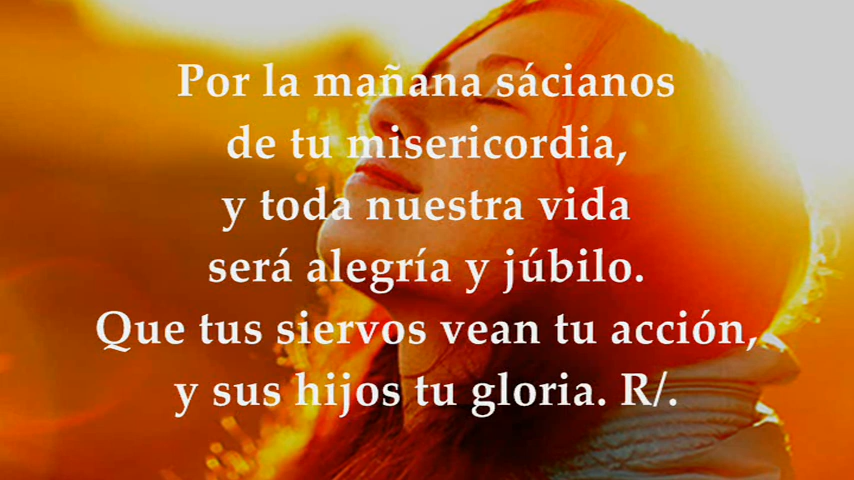 Por la mañana sácianos
de tu misericordia,
y toda nuestra vida
será alegría y júbilo.
Que tus siervos vean tu acción,
y sus hijos tu gloria. R/.